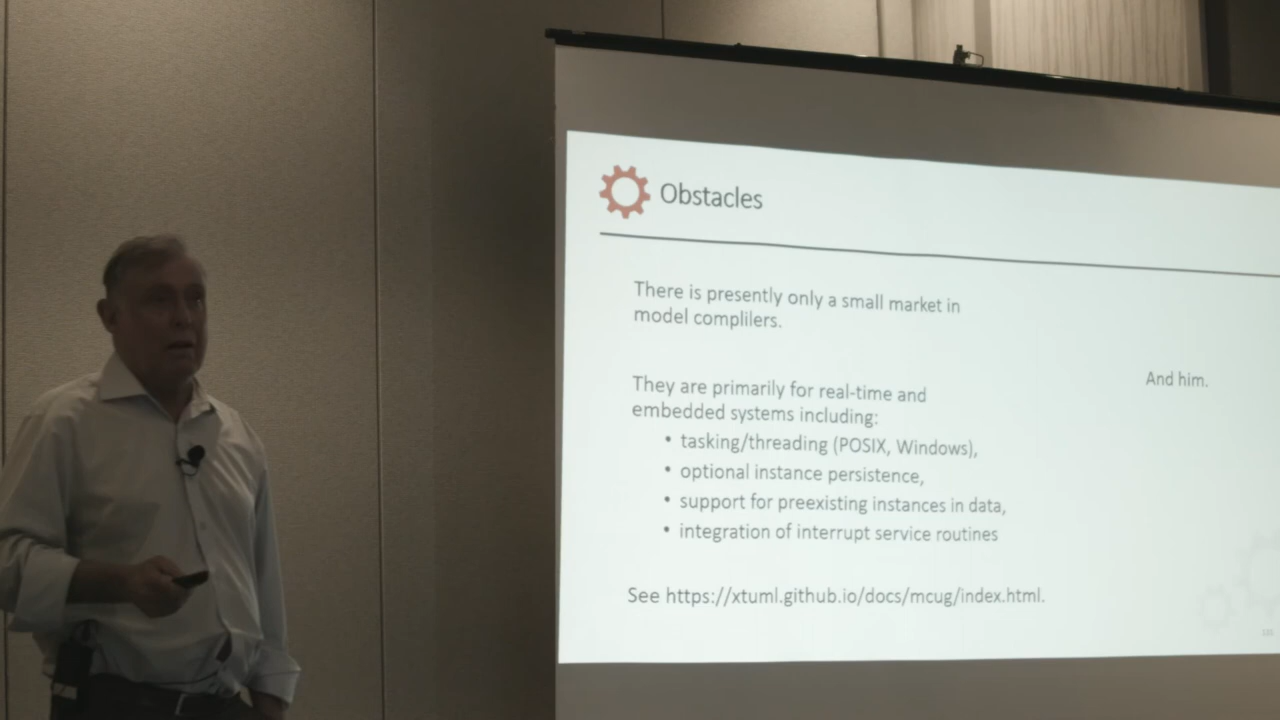 Obstacles
There is presently only a small market in
model complilers.
And him.
They are primarily for real-time and
embedded systems including:
• tasking/threading (POSIX, Windows),
• optional instance persistence,
• support for preexisting instances in data,
• integration of interrupt service routines
See https://xtuml.github.io/docs/mcug/index.html.